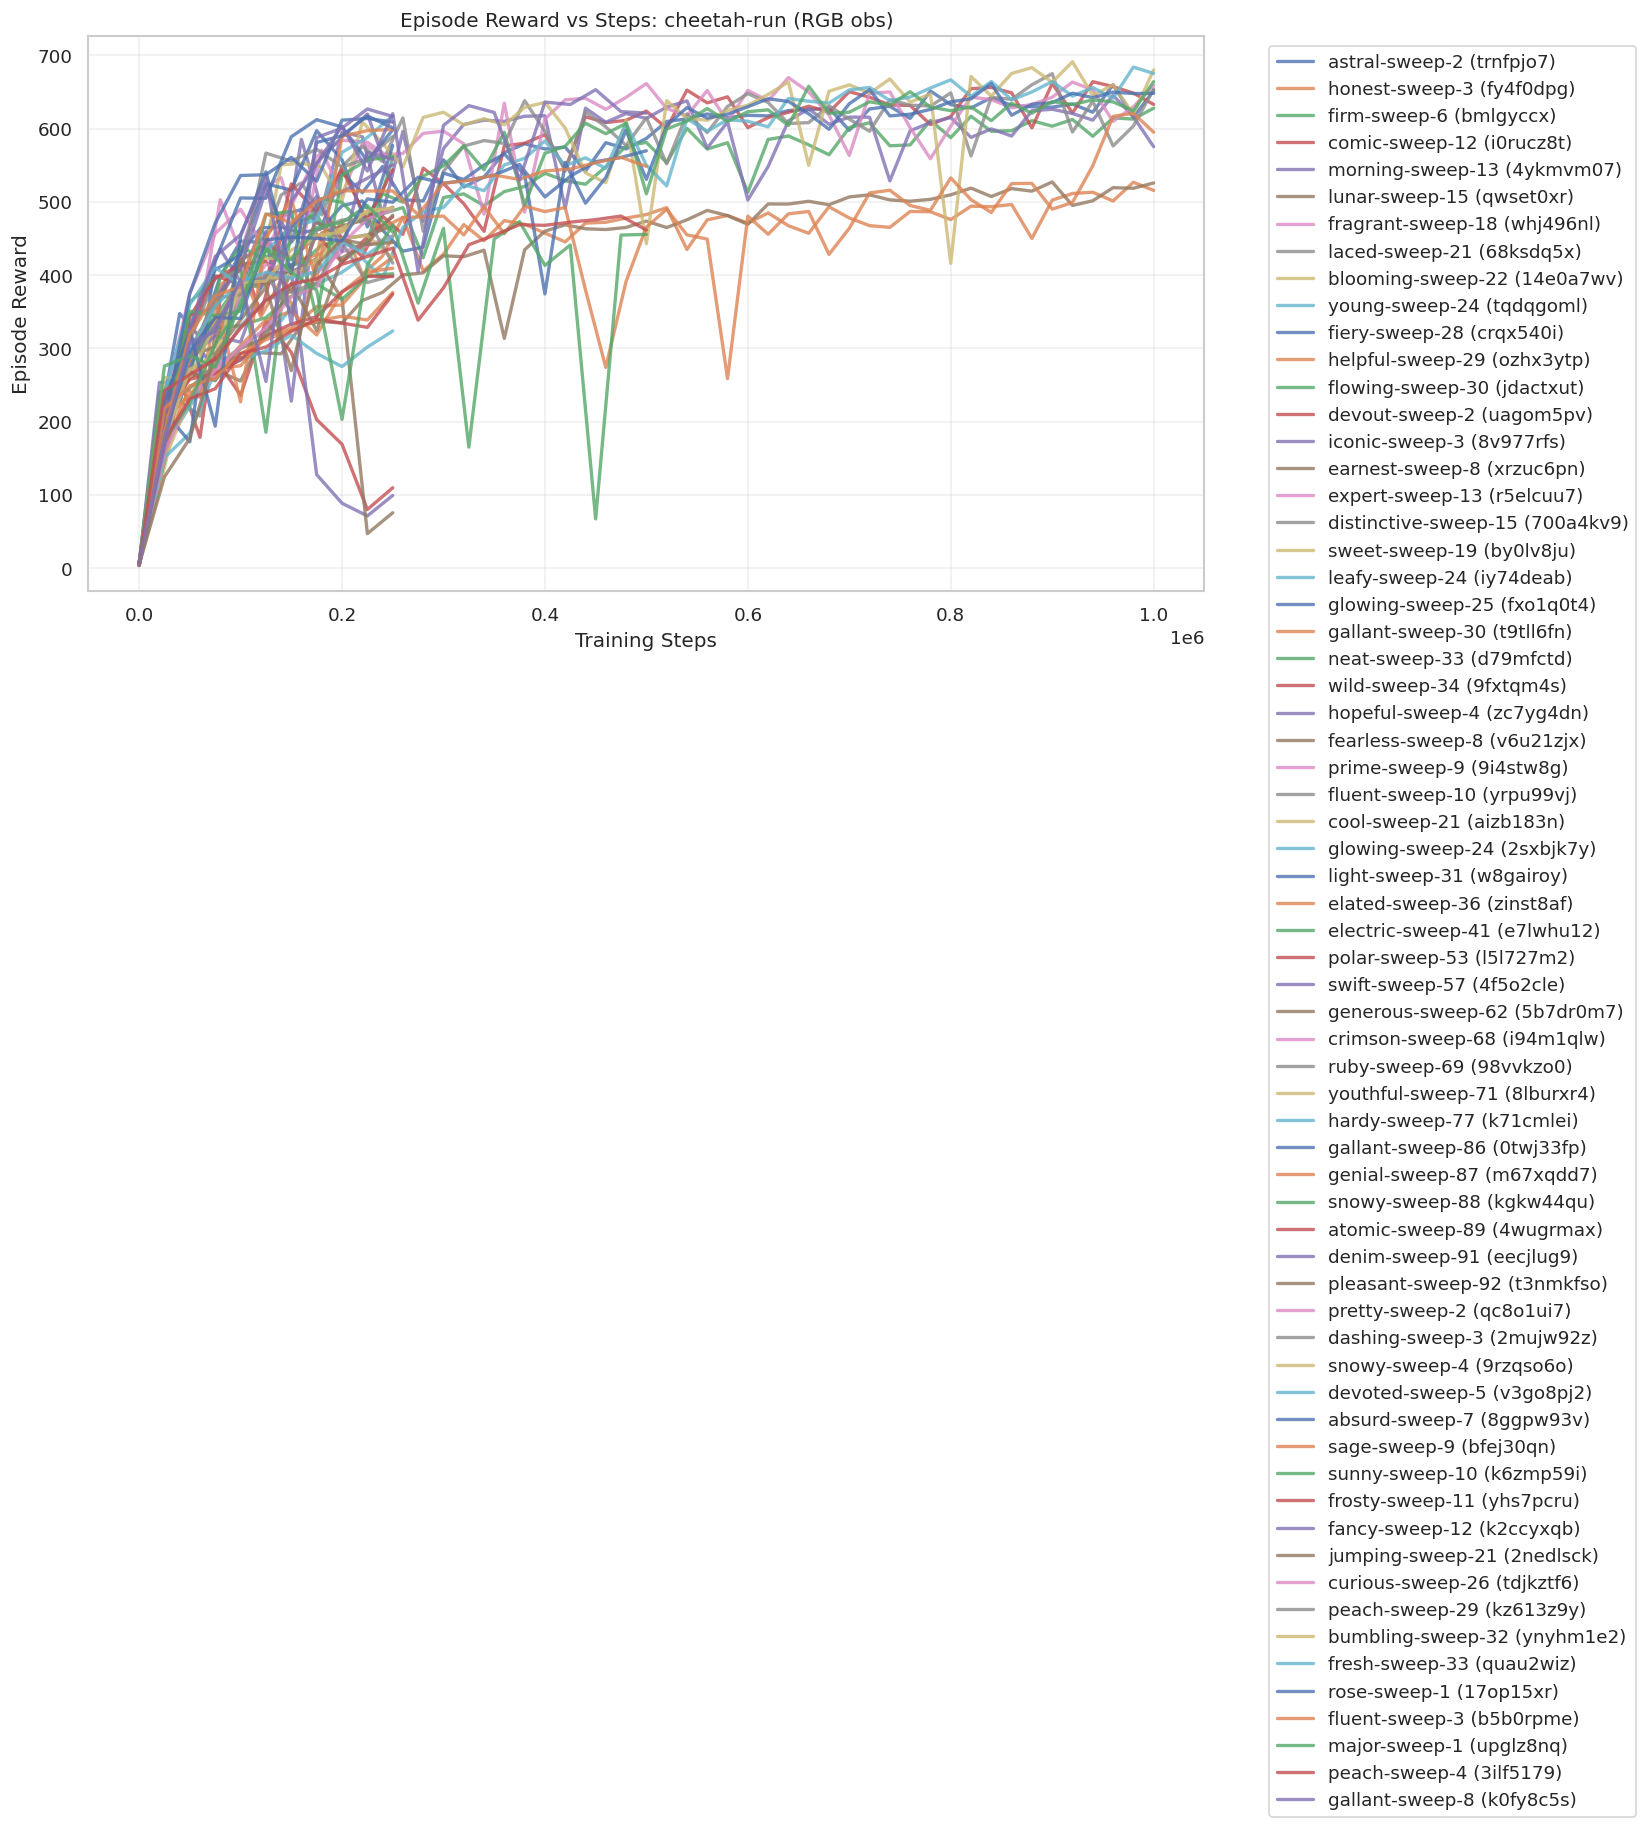 Episode Reward vs Steps: cheetah-run (RGB obs)
Episode Reward
700
600
500
400
300
200
100
0
0.0
0.2
0.4
0.6
0.8
1.0
1e6
Training Steps
astral-sweep-2 (trnfpjo7)
honest-sweep-3 (fy4f0dpg)
firm-sweep-6 (bmlgyccx)
comic-sweep-12 (i0rucz8t)
morning-sweep-13 (4ykmvm07)
lunar-sweep-15 (qwset0xr)
fragrant-sweep-18 (whj496nl)
laced-sweep-21 (68ksdq5x)
blooming-sweep-22 (14e0a7wv)
young-sweep-24 (tqdqgoml)
fiery-sweep-28 (crqx540i)
helpful-sweep-29 (ozhx3ytp)
flowing-sweep-30 (jdactxut)
devout-sweep-2 (uagom5pv)
iconic-sweep-3 (8v977rfs)
earnest-sweep-8 (xrzuc6pn)
expert-sweep-13 (r5elcuu7)
distinctive-sweep-15 (700a4kv9)
sweet-sweep-19 (by0lv8ju)
leafy-sweep-24 (iy74deab)
glowing-sweep-25 (fxo1q0t4)
gallant-sweep-30 (t9tll6fn)
neat-sweep-33 (d79mfctd)
wild-sweep-34 (9fxtqm4s)
hopeful-sweep-4 (zc7yg4dn)
fearless-sweep-8 (v6u21zjx)
prime-sweep-9 (9i4stw8g)
fluent-sweep-10 (yrpu99vj)
cool-sweep-21 (aizb183n)
glowing-sweep-24 (2sxbjk7y)
light-sweep-31 (w8gairoy)
elated-sweep-36 (zinst8af)
electric-sweep-41 (e7lwhu12)
polar-sweep-53 (l5l727m2)
swift-sweep-57 (4f5o2cle)
generous-sweep-62 (5b7dr0m7)
crimson-sweep-68 (i94m1qlw)
ruby-sweep-69 (98vvkzo0)
youthful-sweep-71 (8lburxr4)
hardy-sweep-77 (k71cmlei)
gallant-sweep-86 (0twj33fp)
genial-sweep-87 (m67xqdd7)
snowy-sweep-88 (kgkw44qu)
atomic-sweep-89 (4wugrmax)
denim-sweep-91 (eecjlug9)
pleasant-sweep-92 (t3nmkfso)
pretty-sweep-2 (qc8o1ui7)
dashing-sweep-3 (2mujw92z)
snowy-sweep-4 (9rzqso6o)
devoted-sweep-5 (v3go8pj2)
absurd-sweep-7 (8ggpw93v)
sage-sweep-9 (bfej30qn)
sunny-sweep-10 (k6zmp59i)
frosty-sweep-11 (yhs7pcru)
fancy-sweep-12 (k2ccyxqb)
jumping-sweep-21 (2nedlsck)
curious-sweep-26 (tdjkztf6)
peach-sweep-29 (kz613z9y)
bumbling-sweep-32 (ynyhm1e2)
fresh-sweep-33 (quau2wiz)
rose-sweep-1 (17op15xr)
fluent-sweep-3 (b5b0rpme)
major-sweep-1 (upglz8nq)
peach-sweep-4 (3ilf5179)
gallant-sweep-8 (k0fy8c5s)